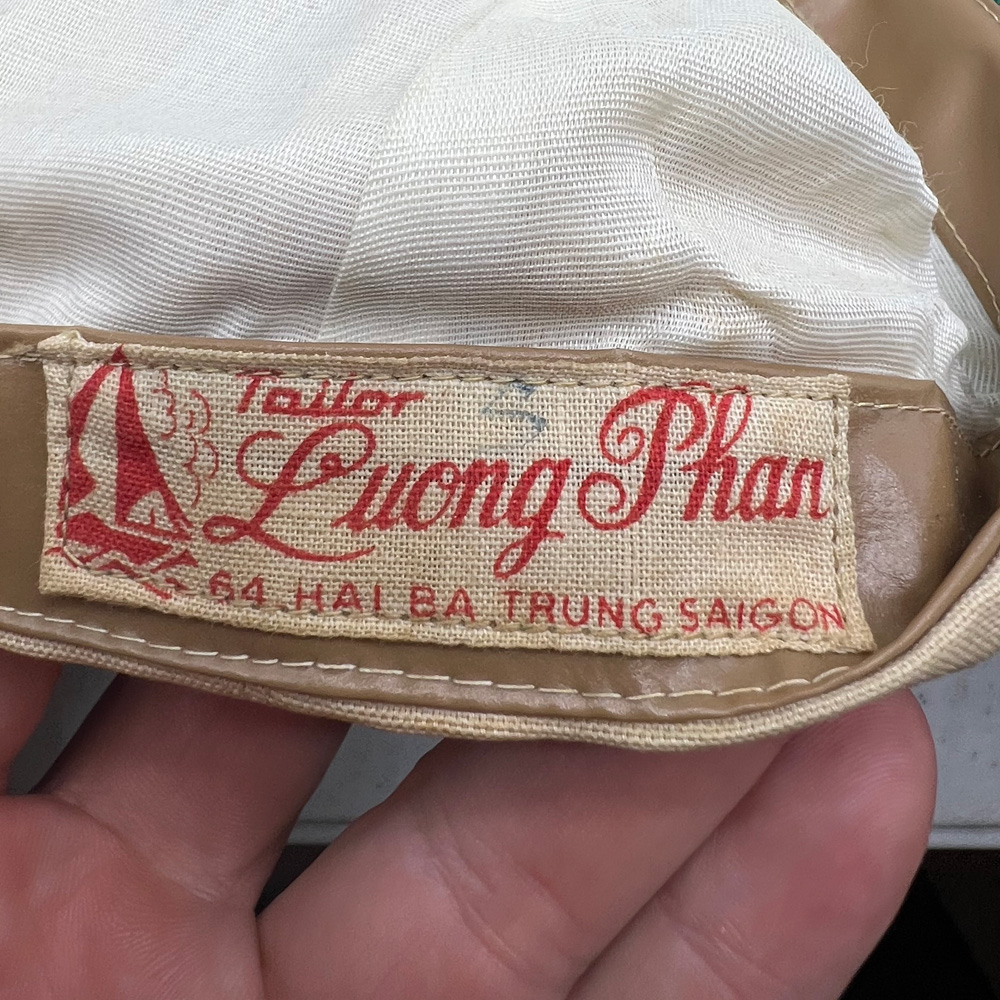 Tailor
Luong Phan
64 HAI BA TRUNG SAIGON